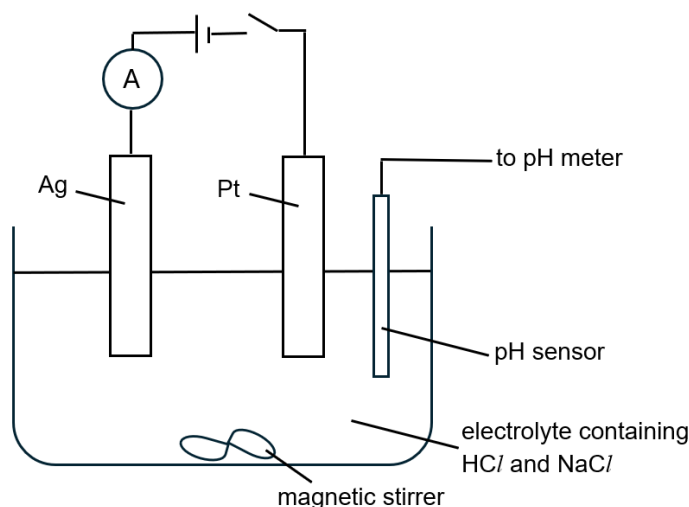 A
to pH meter
Ag
Pt
pH sensor
electrolyte containing
HCl and NaCl
magnetic stirrer